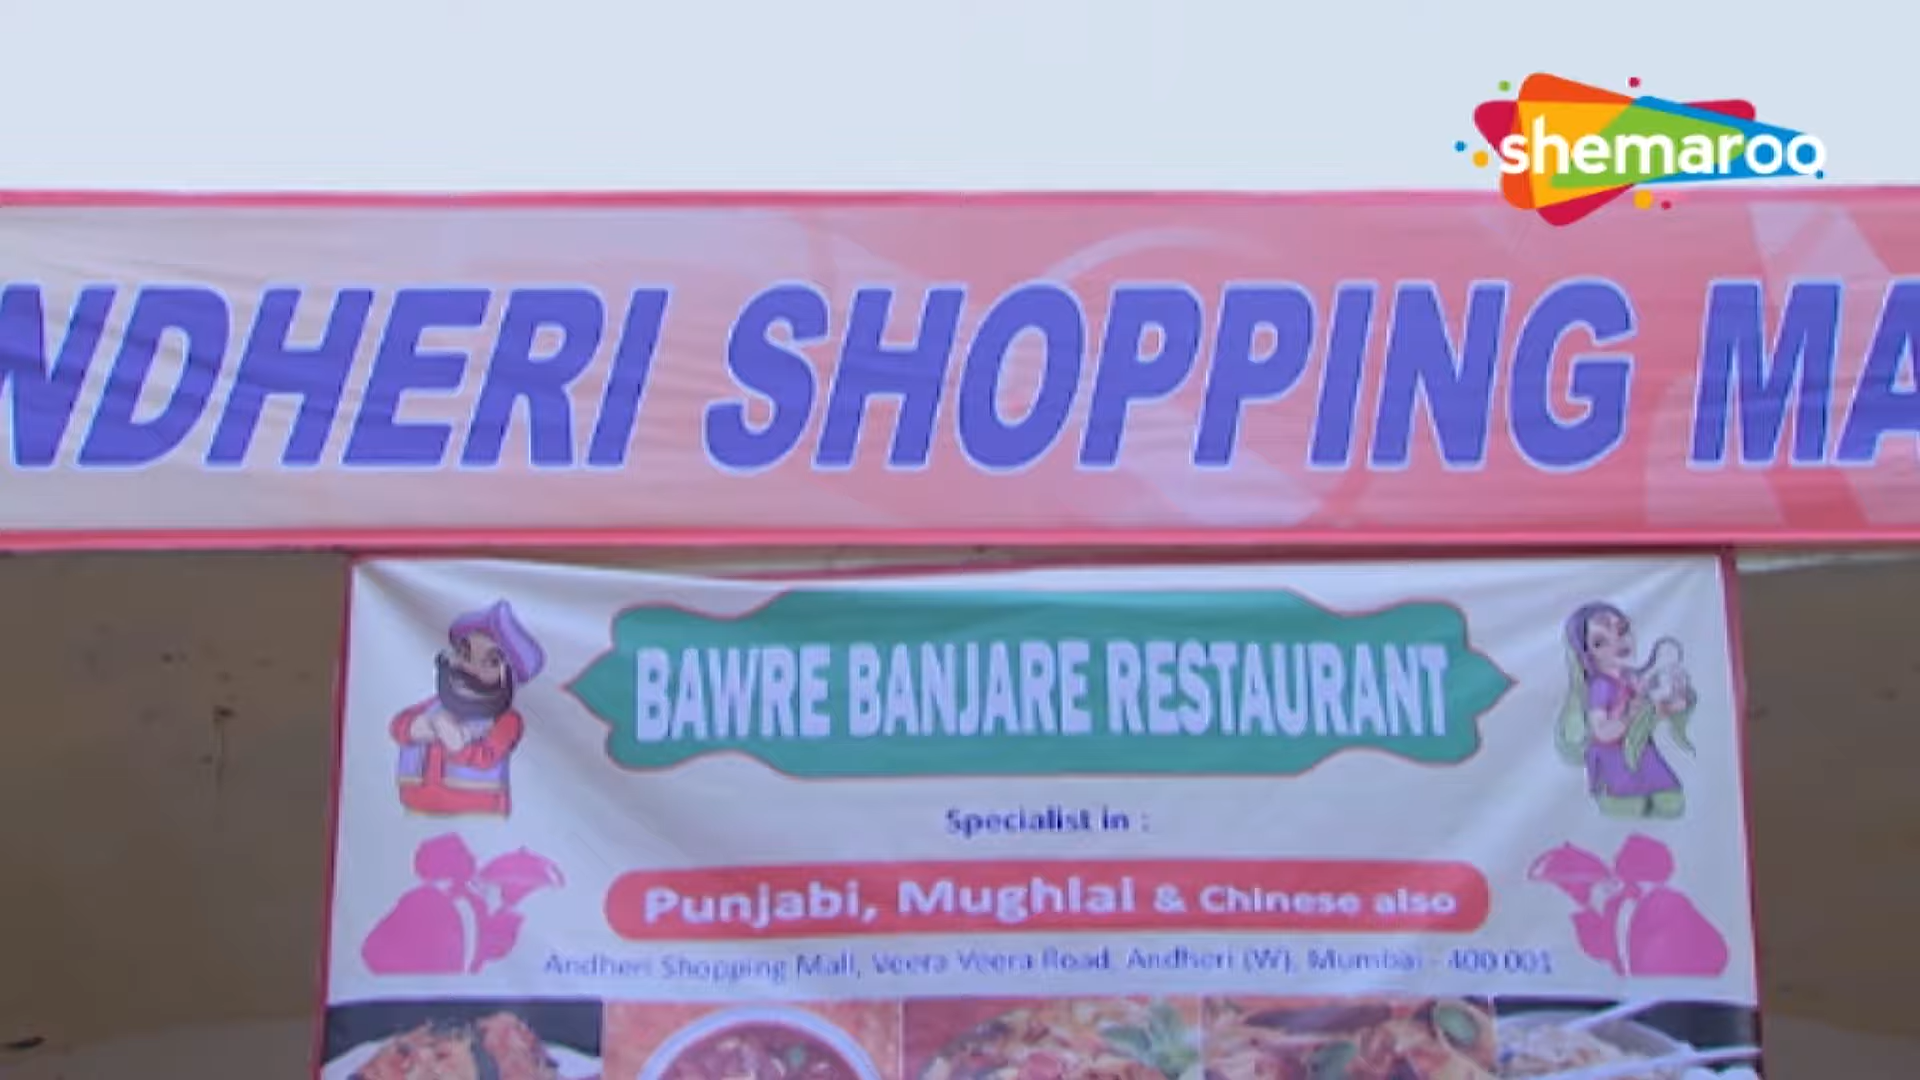 shemaroo
NDHERI SHOPPING MA
BAWRE BANJARE RESTAURANT
Specialist in :
Punjabi, Mughlai & Chinese also
Andheri Shopping Mall, Veera Veera Road, Andheri (W), Mumbai - 400 001